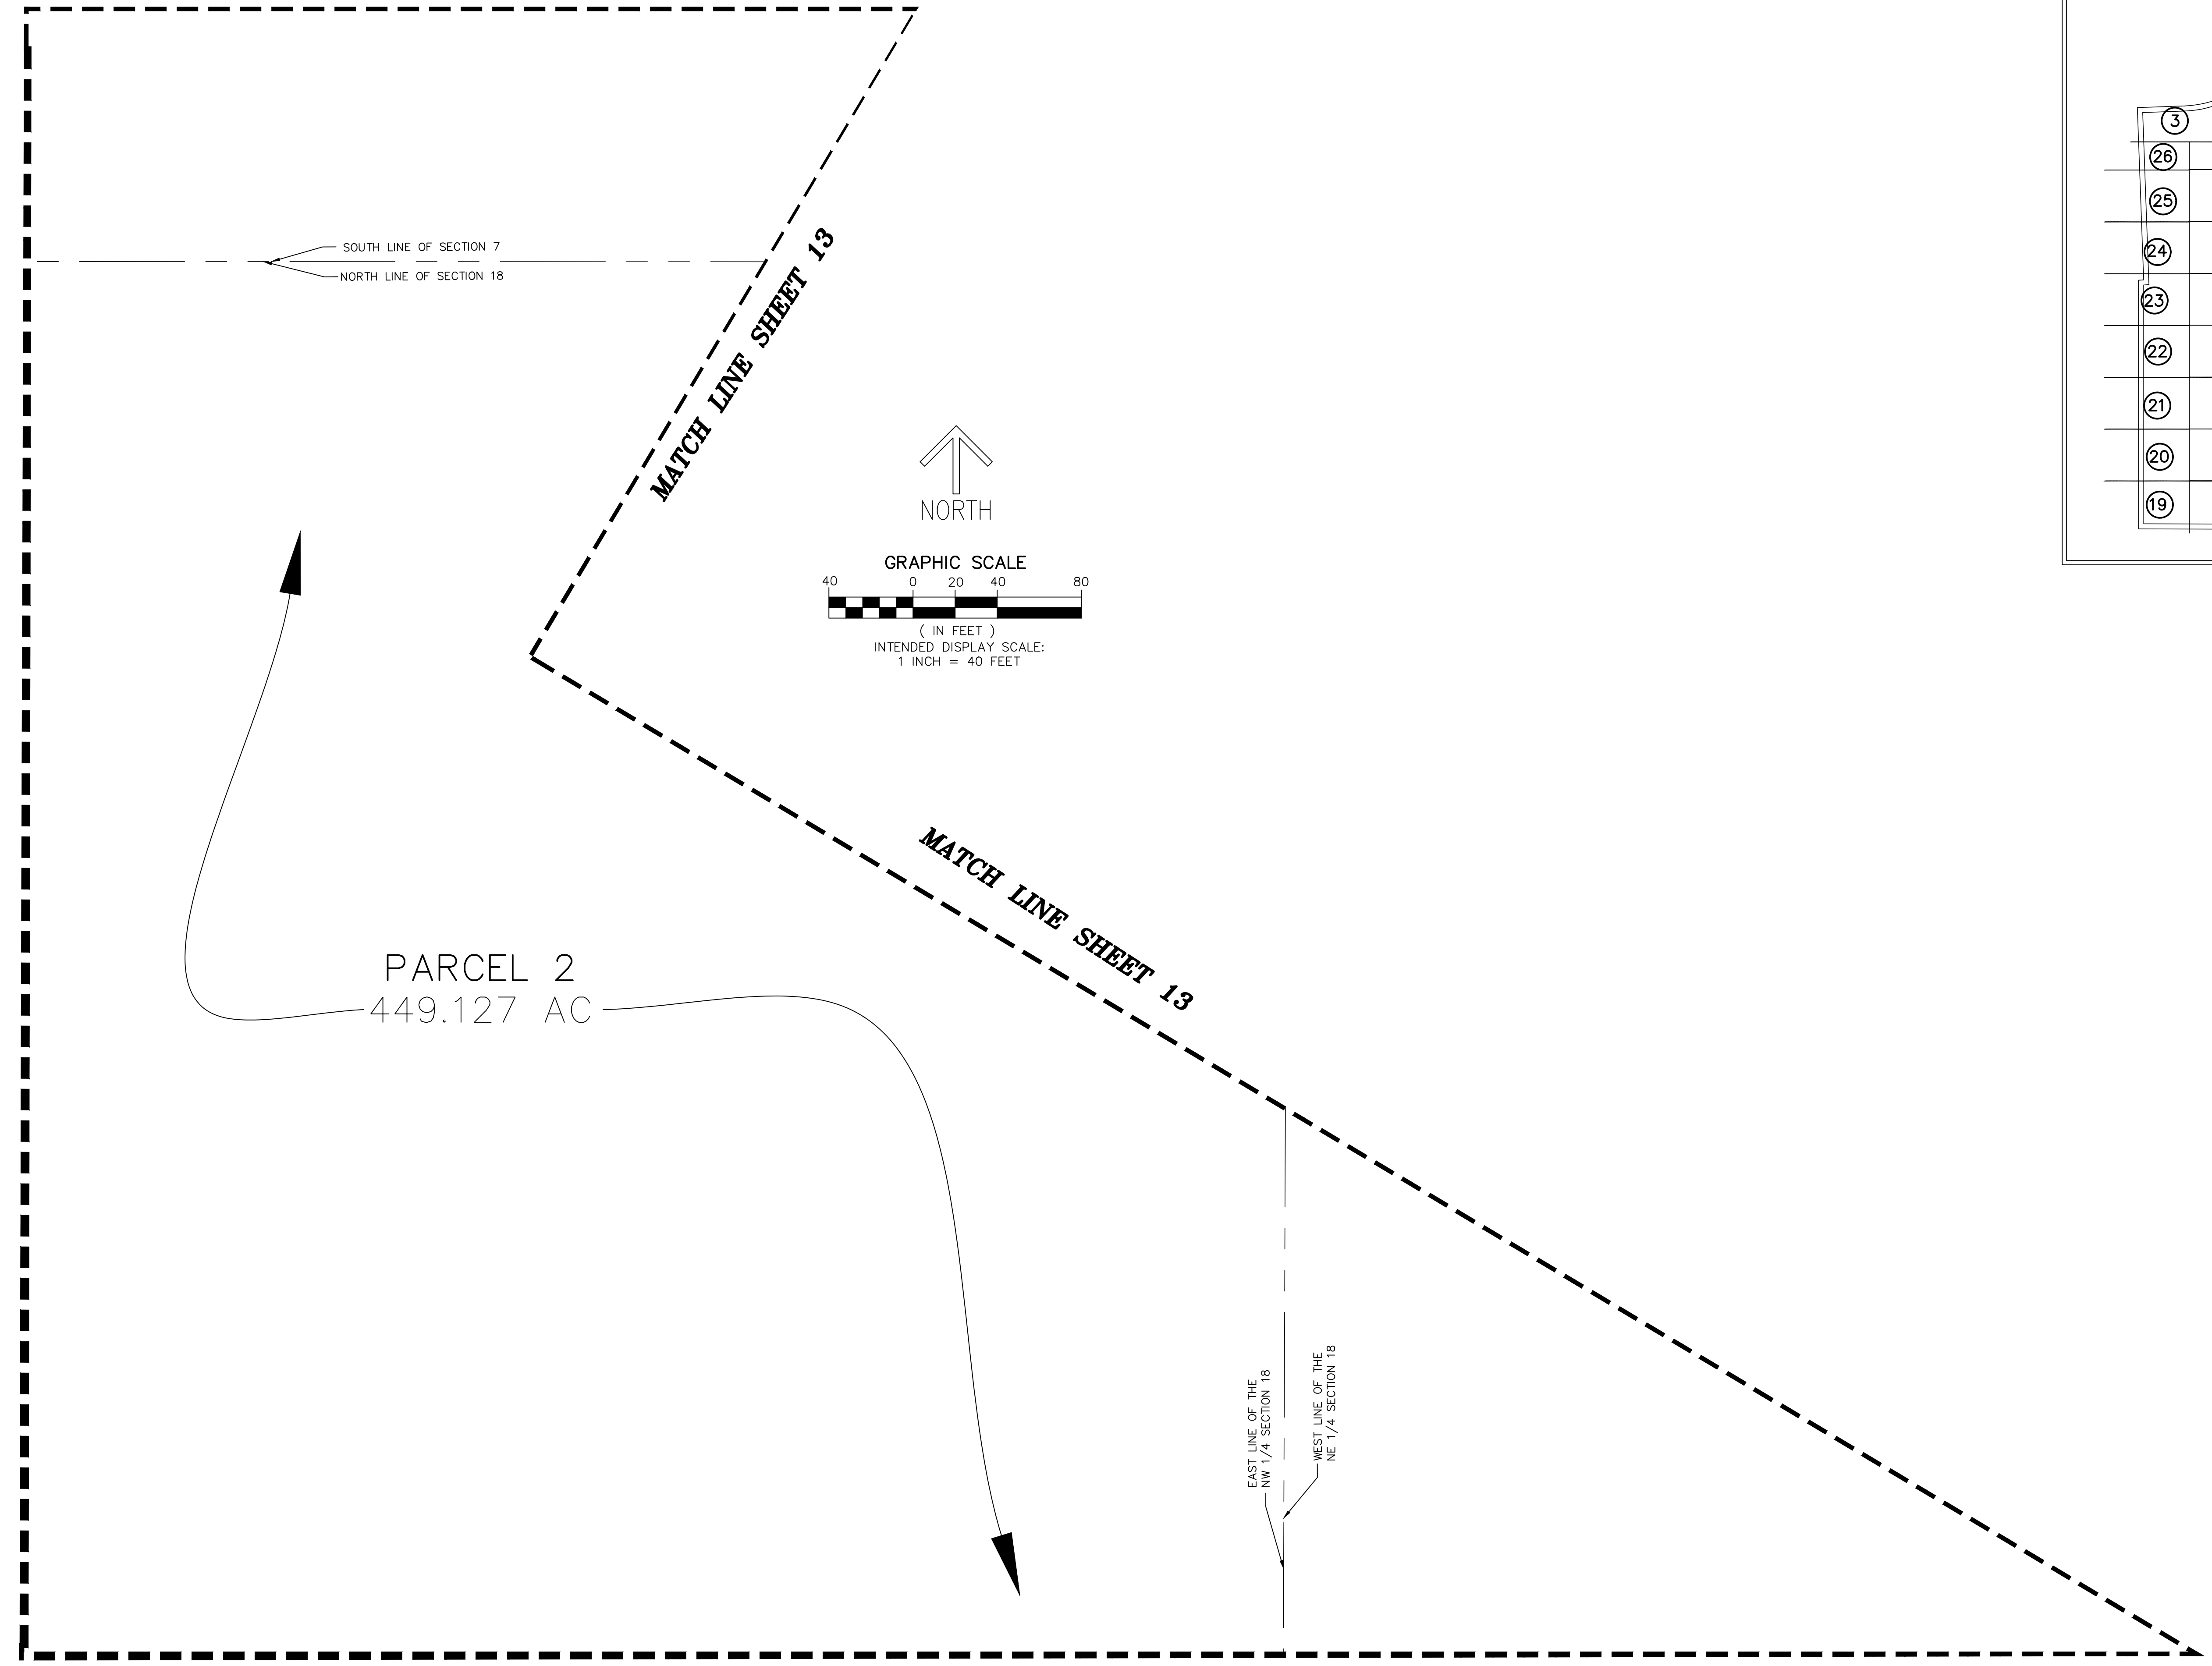 SOUTH LINE OF SECTION 7
NORTH LINE OF SECTION 18
MATCH LINE SHEET 13
NORTH
GRAPHIC SCALE
40 0 20 40 80
( IN FEET )
INTENDED DISPLAY SCALE:
1 INCH = 40 FEET
MATCH LINE SHEET 13
PARCEL 2
449.127 AC
EAST LINE OF THE
NW 1/4 SECTION 18
WEST LINE OF THE
NE 1/4 SECTION 18
3
26
25
24
23
22
21
20
19